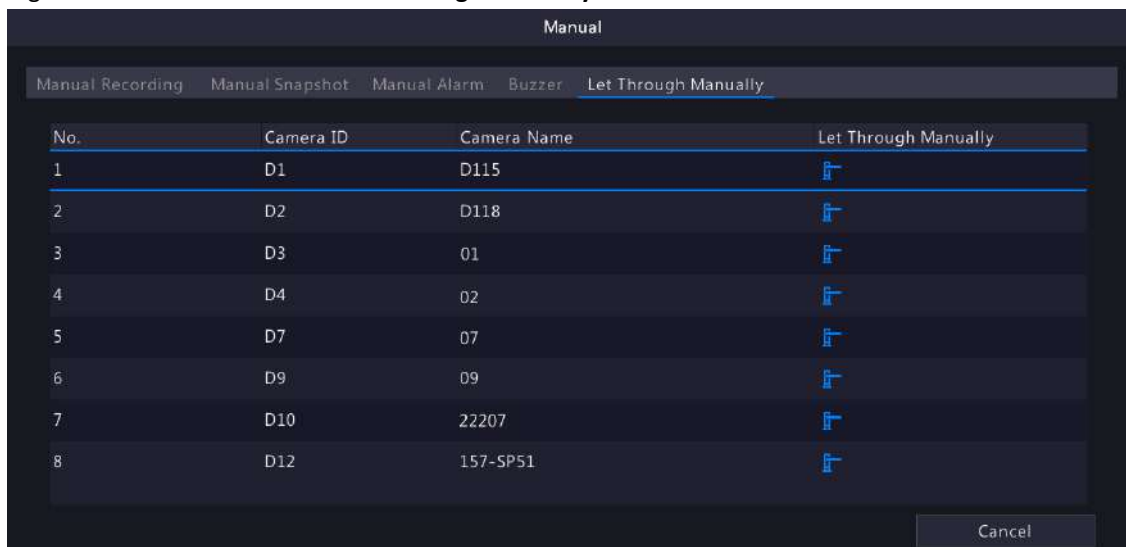 Manual
Manual Recording Manual Snapshot Manual Alarm Buzzer Let Through Manually
No. Camera ID Camera Name Let Through Manually
1 D1 D115
2 D2 D118
3 D3 01
4 D4 02
5 D7 07
6 D9 09
7 D10 22207
8 D12 157-SP51
Cancel